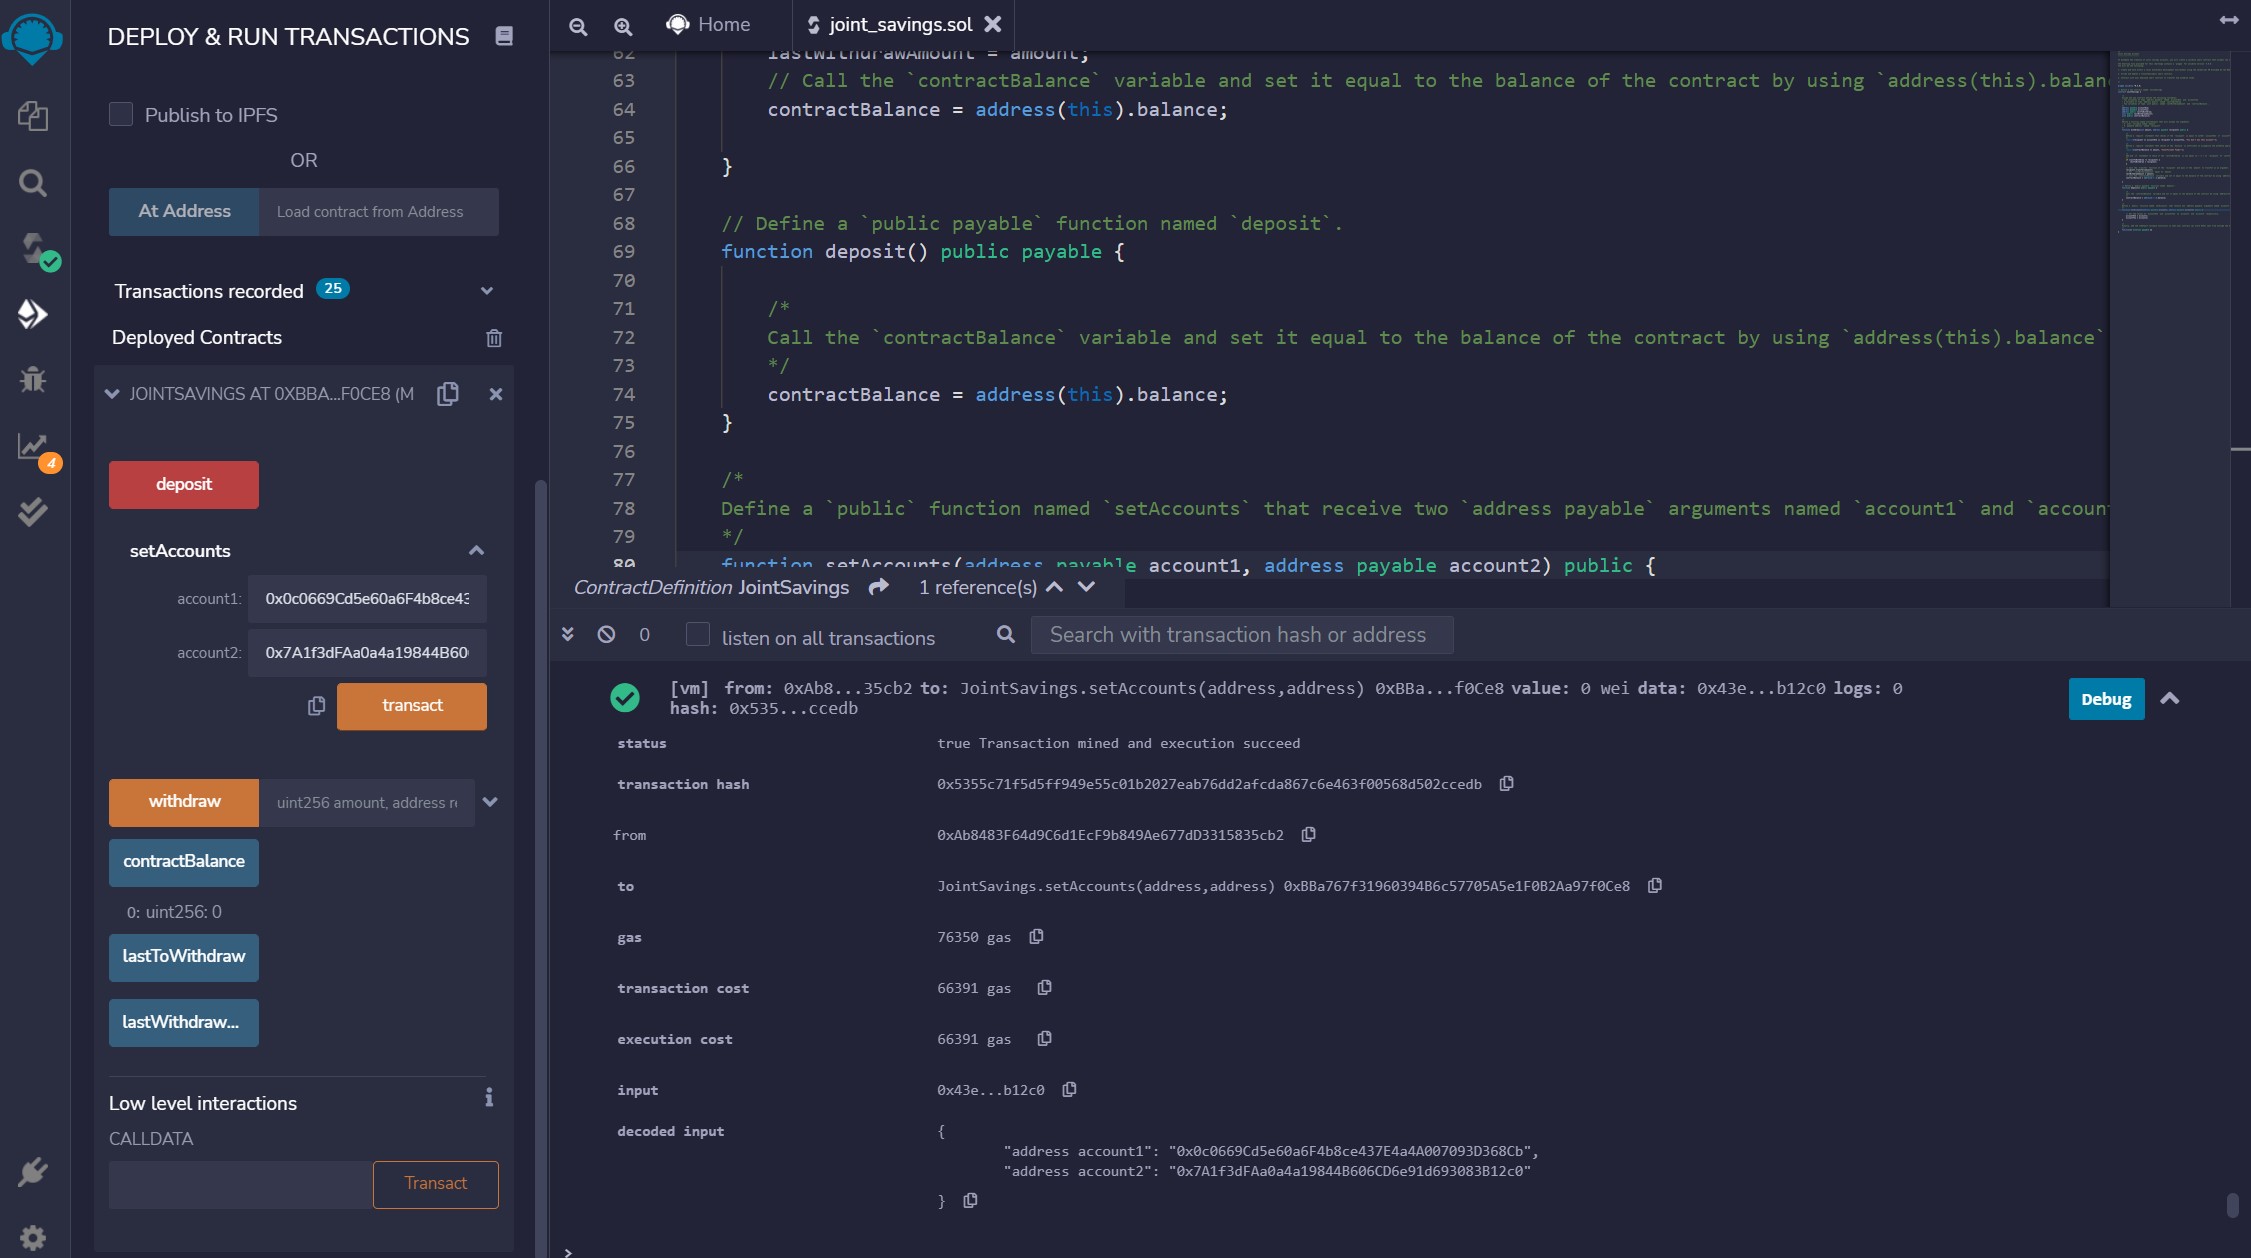 DEPLOY & RUN TRANSACTIONS
Publish to IPFS
OR
At Address
Load contract from Address
Transactions recorded 25
Deployed Contracts
JOINTSAVINGS AT 0XBBA...F0CE8 (M
deposit
setAccounts
account1: 0x0c0669Cd5e60a6F4b8ce43
account2: 0x7A1f3dFAa0a4a19844B60
transact
withdraw
uint256 amount, address re
contractBalance
0: uint256: 0
lastToWithdraw
lastWithdraw...
Low level interactions
CALLDATA
Transact
4
Home
joint_savings.sol
62 lastWithdrawAmount = amount;
63 // Call the `contractBalance` variable and set it equal to the balance of the contract by using `address(this).balan
64 contractBalance = address(this).balance;
65
66 }
67
68 // Define a `public payable` function named `deposit`.
69 function deposit() public payable {
70
71 /*
72 Call the `contractBalance` variable and set it equal to the balance of the contract by using `address(this).balance`
73 */
74 contractBalance = address(this).balance;
75 }
76
77 /*
78 Define a `public` function named `setAccounts` that receive two `address payable` arguments named `account1` and `accoun
79 */
80 function setAccounts(address payable account1, address payable account2) public {
ContractDefinition JointSavings 1 reference(s)
0 listen on all transactions
Search with transaction hash or address
[vm] from: 0xAb8...35cb2 to: JointSavings.setAccounts(address,address) 0xBBa...f0Ce8 value: 0 wei data: 0x43e...b12c0 logs: 0
hash: 0x535...ccedb
Debug
status true Transaction mined and execution succeed
transaction hash 0x5355c71f5d5ff949e55c01b2027eab76dd2afcda867c6e463f00568d502ccedb
from 0xAb8483F64d9C6d1EcF9b849Ae677dD3315835cb2
to JointSavings.setAccounts(address,address) 0xBBa767f31960394B6c57705A5e1F0B2Aa97f0Ce8
gas 76350 gas
transaction cost 66391 gas
execution cost 66391 gas
input 0x43e...b12c0
decoded input {
"address account1": "0x0c0669Cd5e60a6F4b8ce437E4a4A007093D368Cb",
"address account2": "0x7A1f3dFAa0a4a19844B606CD6e91d693083B12c0"
}
>